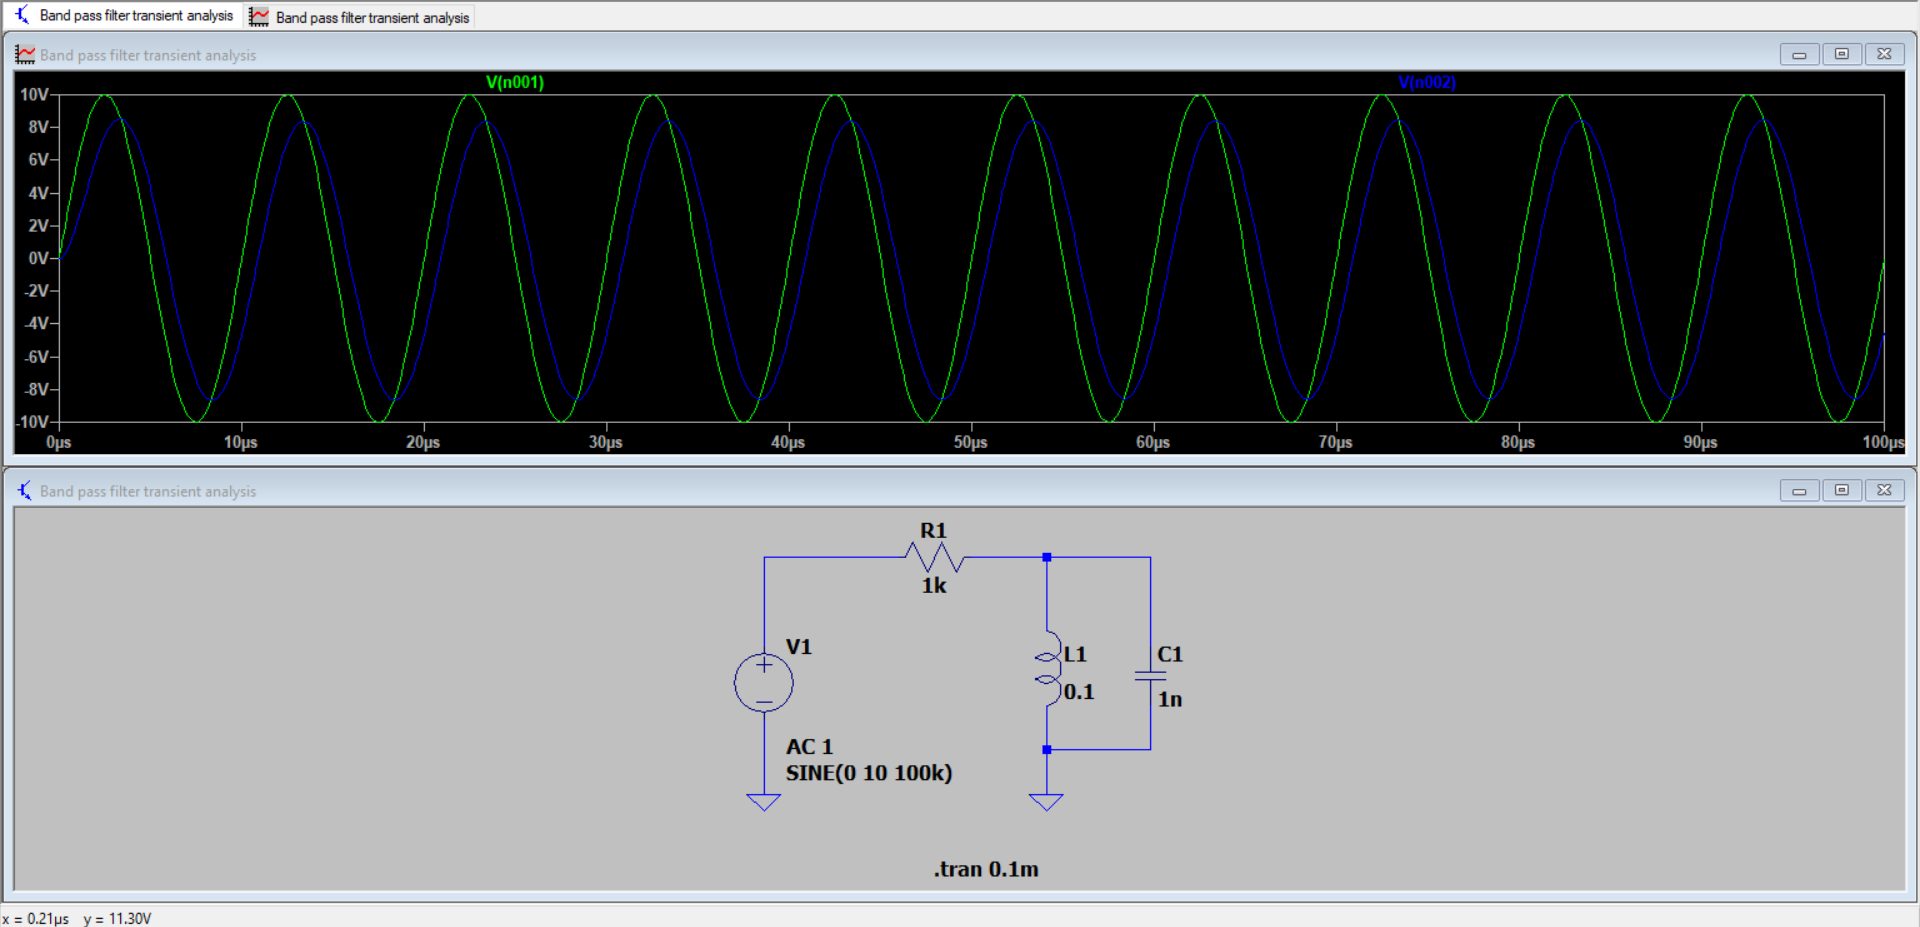 Band pass filter transient analysis
Band pass filter transient analysis
Band pass filter transient analysis
V(n001)
V(n002)
10V
8V
6V
4V
2V
0V
-2V
-4V
-6V
-8V
-10V
0µs 10µs 20µs 30µs 40µs 50µs 60µs 70µs 80µs 90µs 100µs
Band pass filter transient analysis
R1
1k
V1
L1
0.1
C1
1n
AC 1
SINE(0 10 100k)
.tran 0.1m
x = 0.21µs y = 11.30V